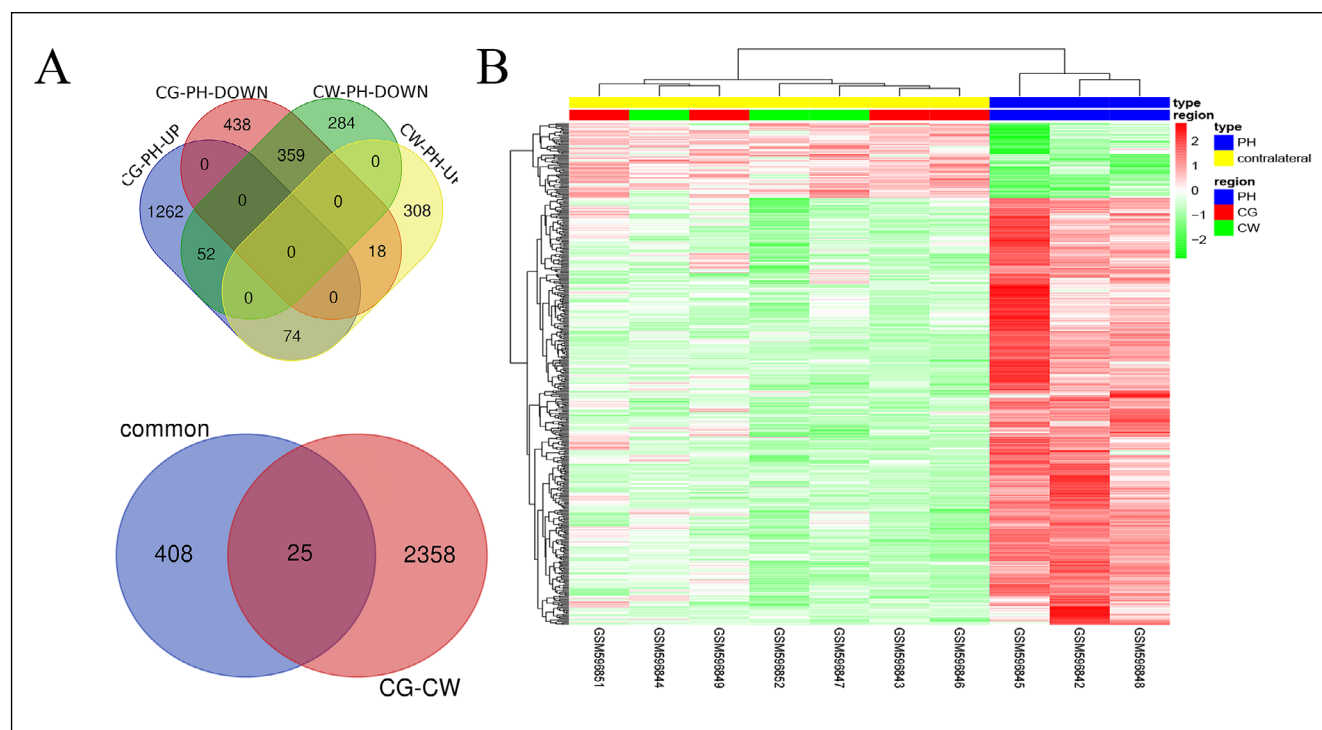 A
CG-PH-DOWN
CW-PH-DOWN
CG-PH-UP
CW-PH-U
438
284
0
359
0
1262
0
0
308
52
0
18
0
0
74
common
408
25
2358
CG-CW
B
type
region
2
1
0
−1
−2
type
PH
contralateral
region
PH
CG
CW
GSM596851
GSM596844
GSM596849
GSM596852
GSM596847
GSM596843
GSM596846
GSM596845
GSM596842
GSM596848